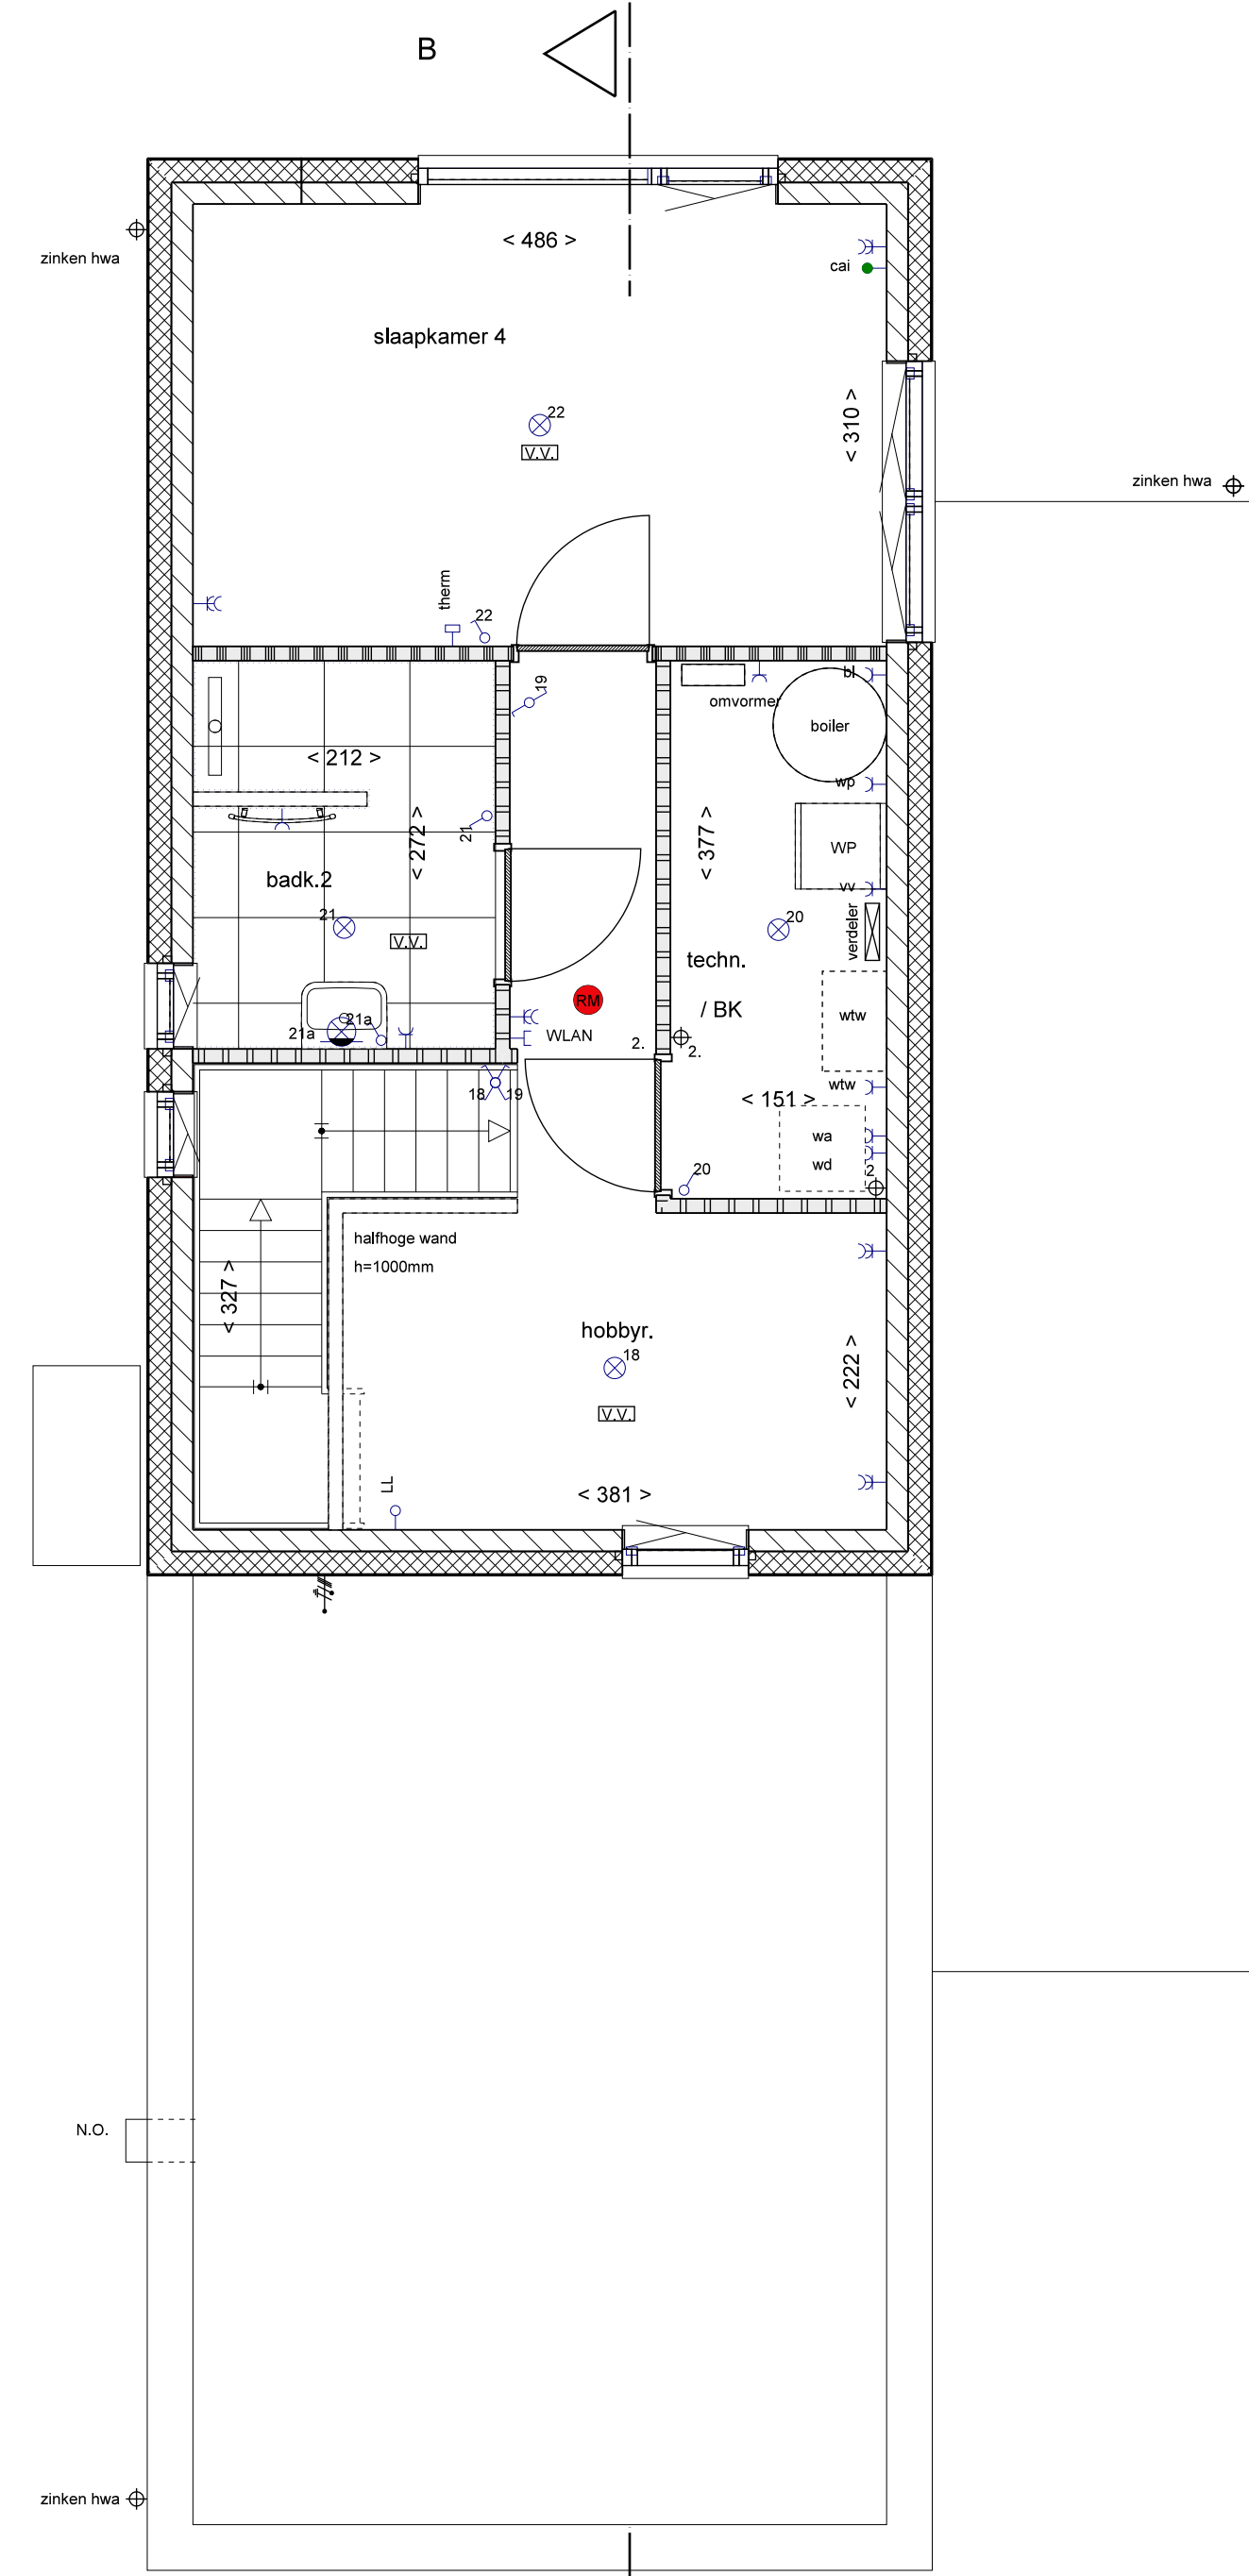 B
zinken hwa
< 486 >
cai
slaapkamer 4
< 310 >
22
V.V.
zinken hwa
therm
22
19
bl
omvormer
boiler
< 212 >
wp
21
< 272 >
< 377 >
WP
badk.2
vv
21
20
V.V.
verdeler
techn.
/ BK
RM
wtw
21a
21a
WLAN
2.
2.
wtw
18
19
< 151 >
wa
wd
20
2
halfhoge wand
h=1000mm
< 327 >
hobbyr.
18
< 222 >
V.V.
LL
< 381 >
N.O.
zinken hwa